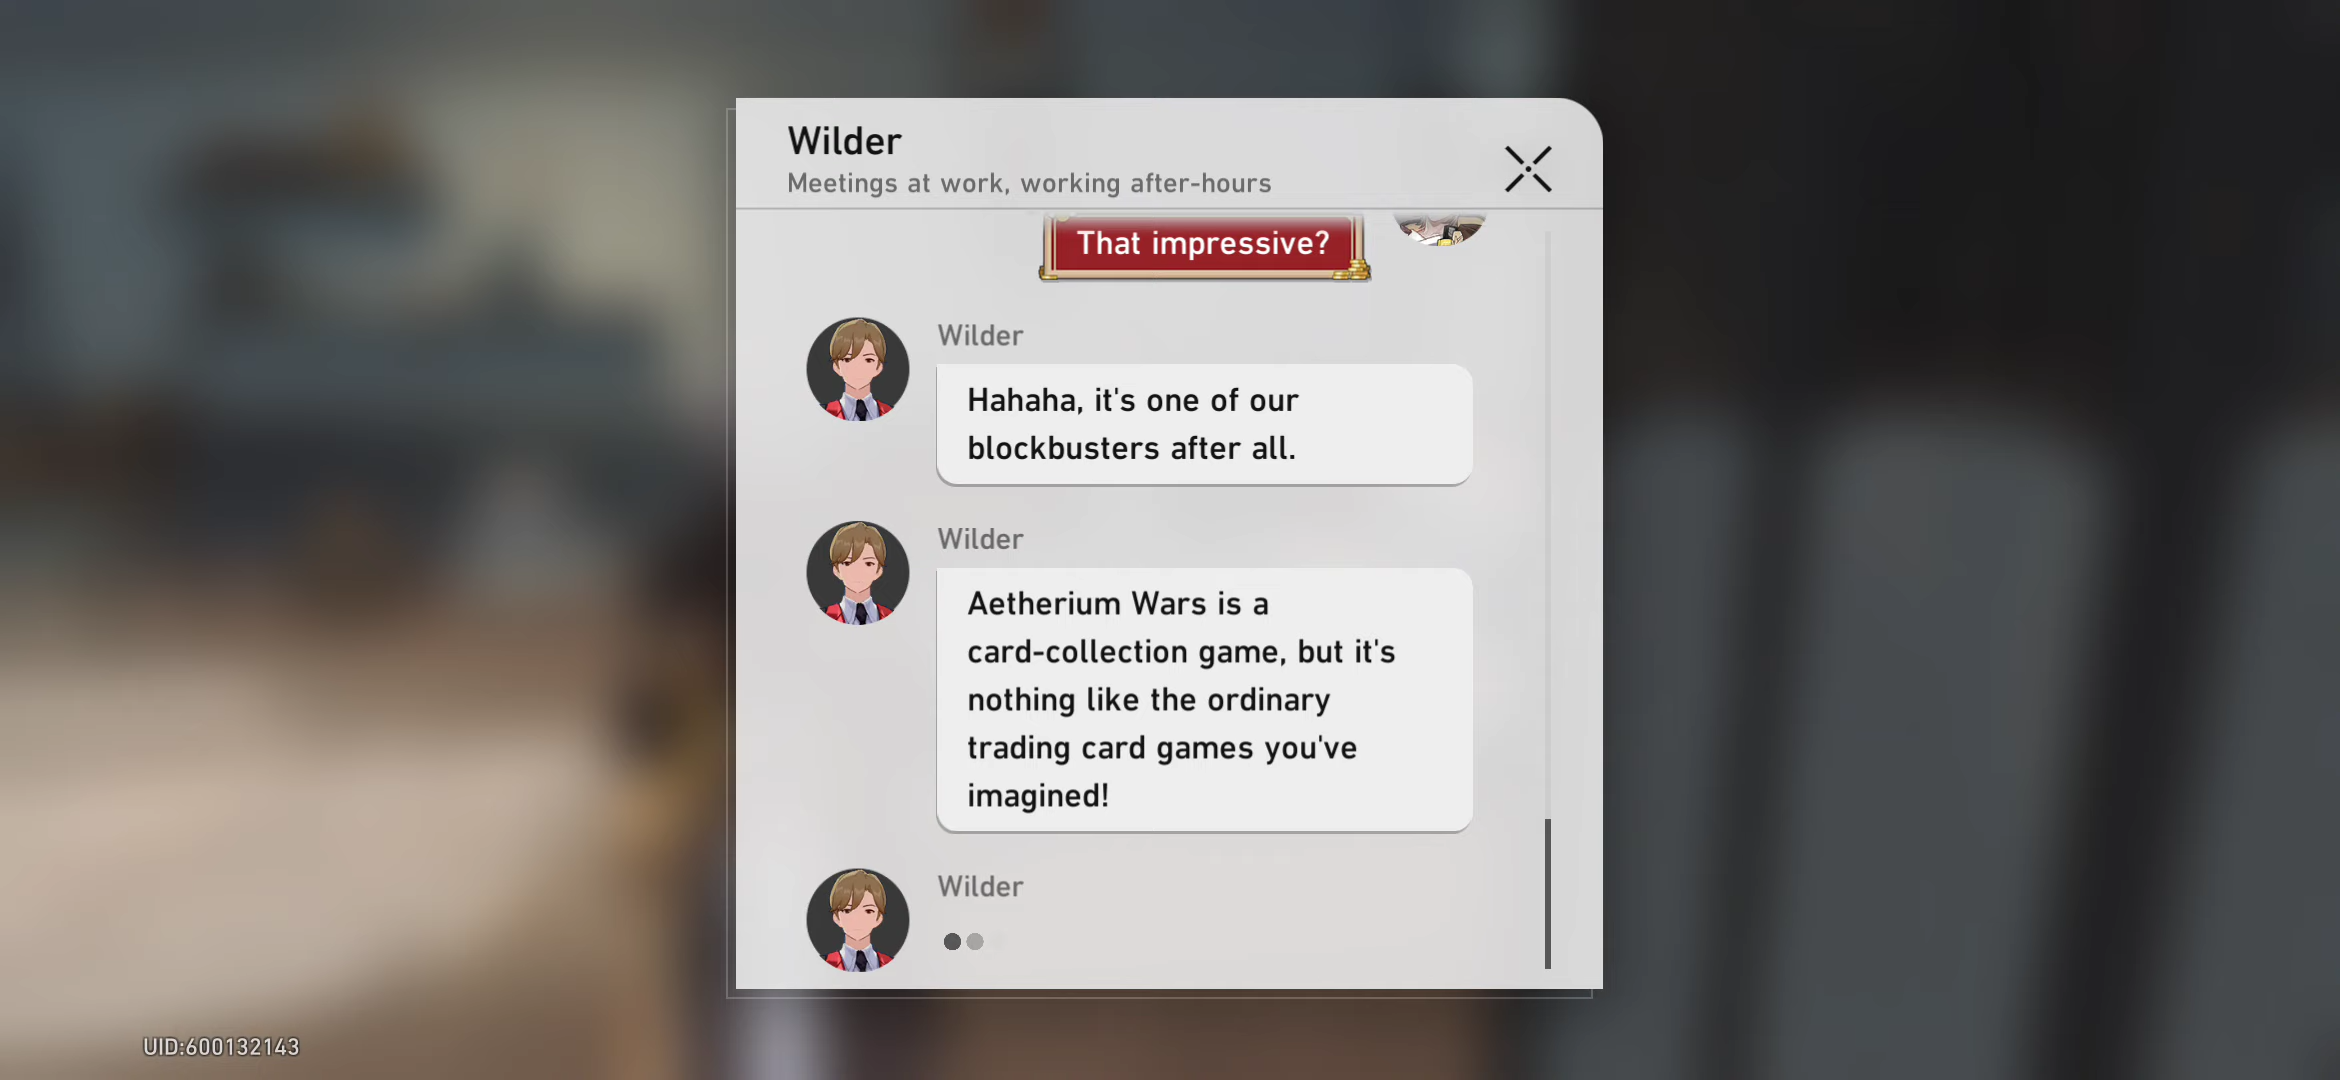 Wilder
Meetings at work, working after-hours
That impressive?
Wilder
Hahaha, it's one of our
blockbusters after all.
Wilder
Aetherium Wars is a
card-collection game, but it's
nothing like the ordinary
trading card games you've
imagined!
Wilder
UID:600132143